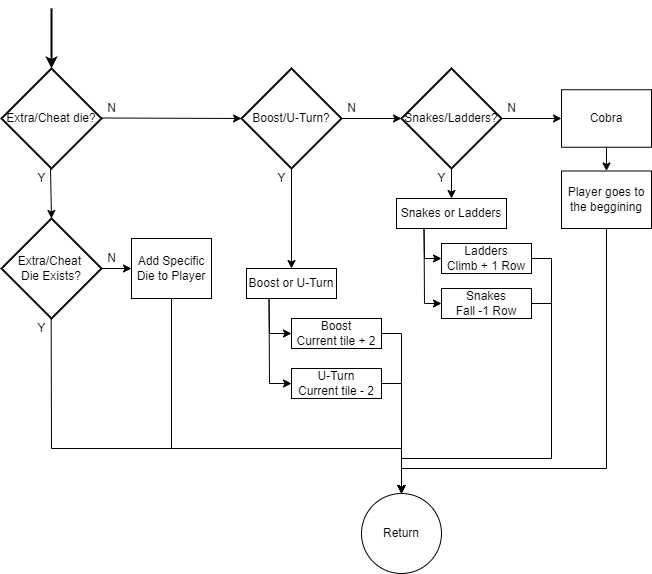 Extra/Cheat die?
N
Boost/U-Turn?
N
Snakes/Ladders?
N
Cobra
Y
Y
Y
Player goes to
the beggining
Snakes or Ladders
Extra/Cheat
Die Exists?
N
Add Specific
Die to Player
Ladders
Climb + 1 Row
Boost or U-Turn
Snakes
Fall -1 Row
Y
Boost
Current tile + 2
U-Turn
Current tile - 2
Return